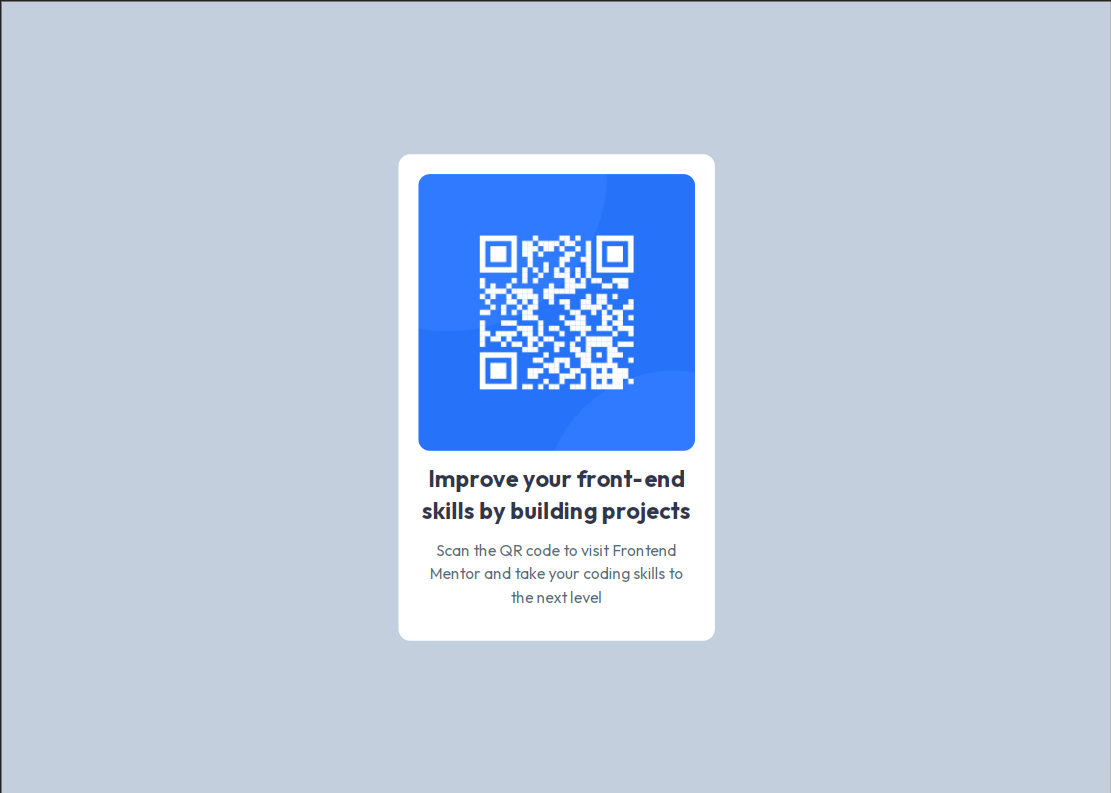 Improve your front-end
skills by building projects
Scan the QR code to visit Frontend
Mentor and take your coding skills to
the next level